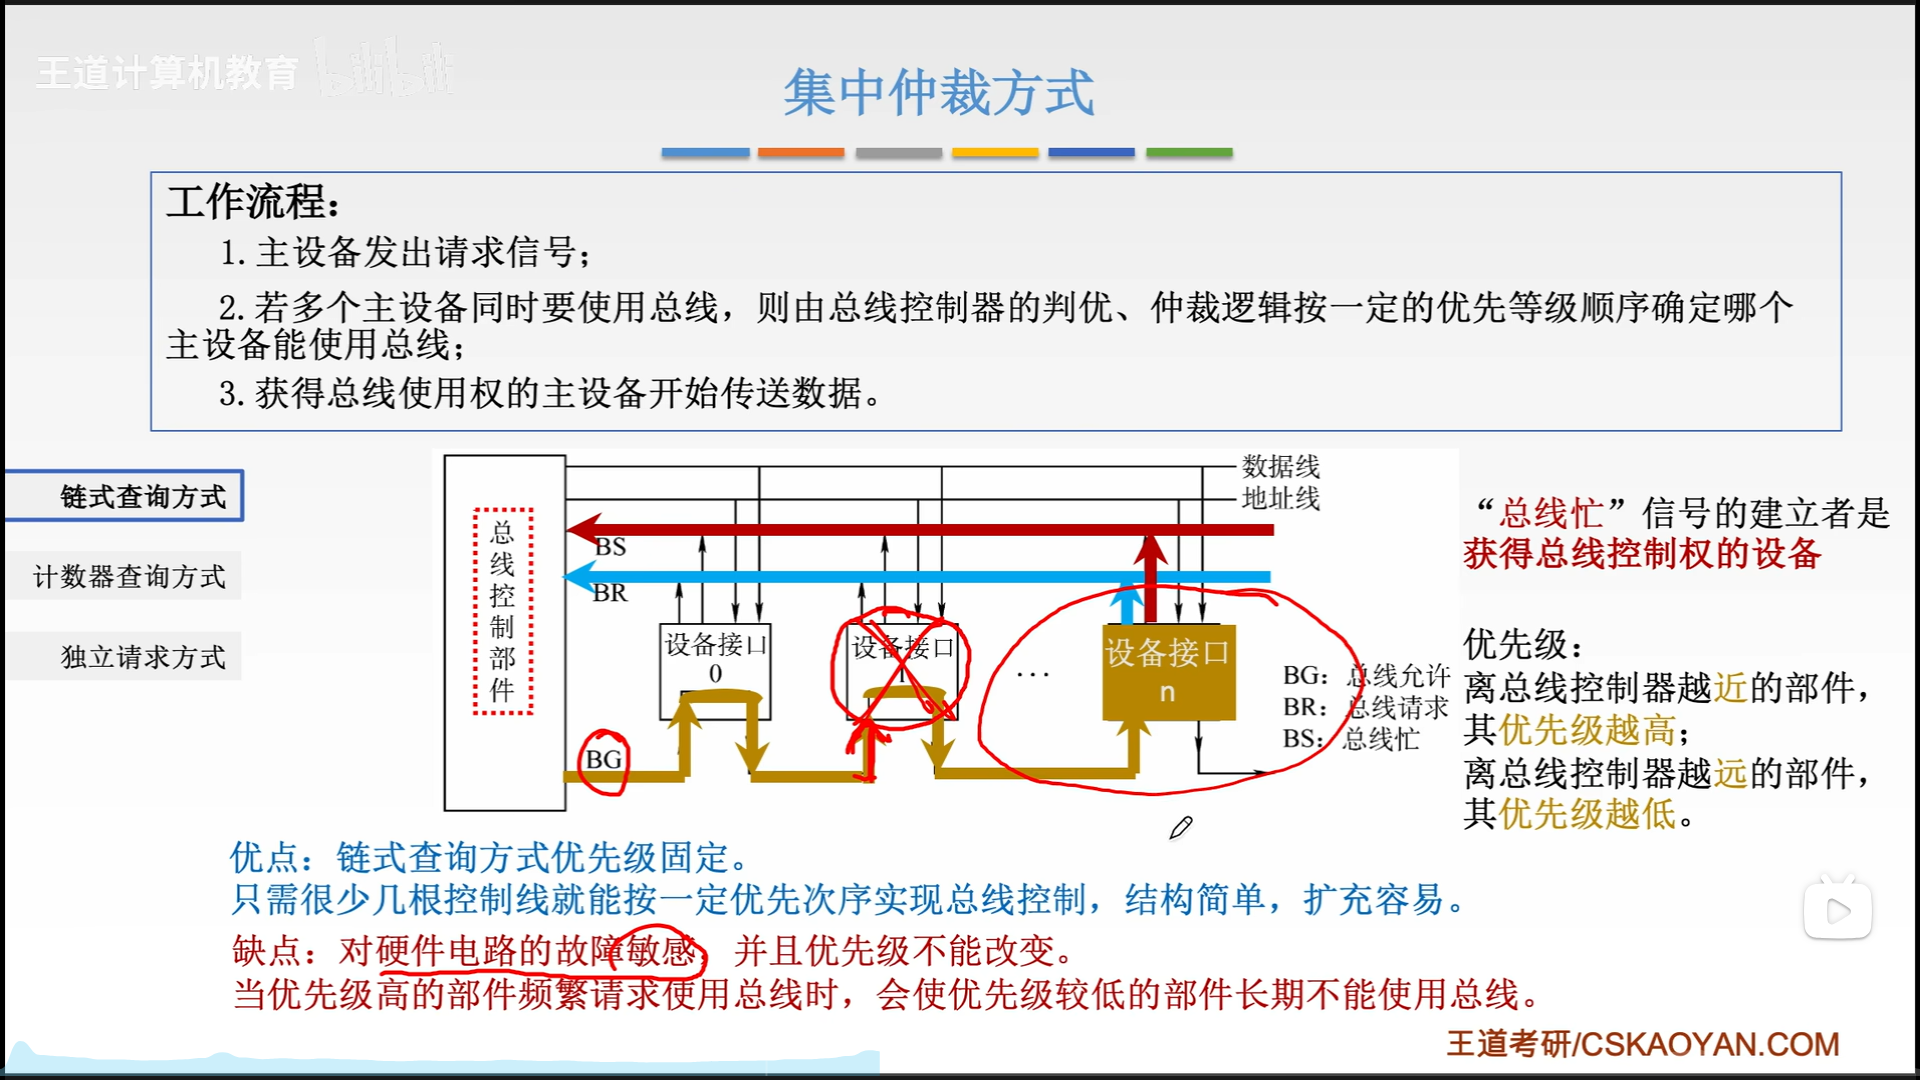 王道计算机教育 bilibili
集中仲裁方式
工作流程：
1. 主设备发出请求信号；
2. 若多个主设备同时要使用总线，则由总线控制器的判优、仲裁逻辑按一定的优先等级顺序确定哪个
主设备能使用总线；
3. 获得总线使用权的主设备开始传送数据。
链式查询方式
计数器查询方式
独立请求方式
总线控制部件
数据线
地址线
BS
BR
BG
设备接口
0
设备接口
1
...
设备接口
n
BG：总线允许
BR：总线请求
BS：总线忙
“总线忙”信号的建立者是
获得总线控制权的设备
优先级：
离总线控制器越近的部件，
其优先级越高；
离总线控制器越远的部件，
其优先级越低。
优点：链式查询方式优先级固定。
只需很少几根控制线就能按一定优先次序实现总线控制，结构简单，扩充容易。
缺点：对硬件电路的故障敏感，并且优先级不能改变。
当优先级高的部件频繁请求使用总线时，会使优先级较低的部件长期不能使用总线。
王道考研/CSKAOYAN.COM